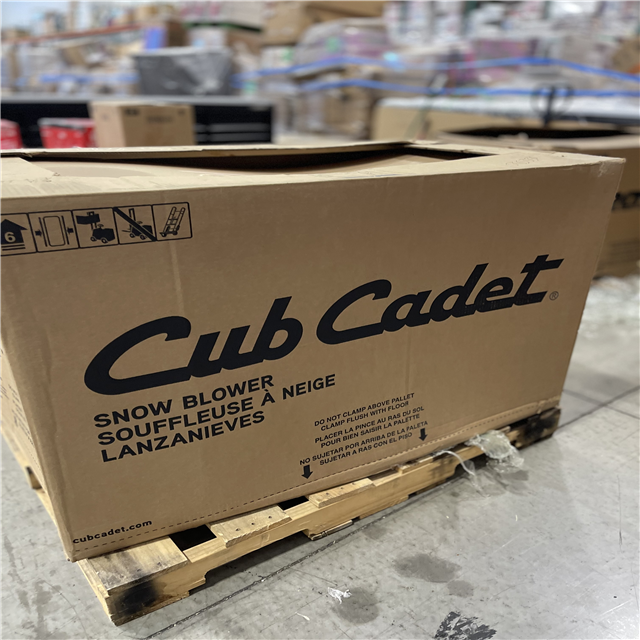 6
Cub Cadet®
SNOW BLOWER
SOUFFLEUSE À NEIGE
LANZANIEVES
DO NOT CLAMP ABOVE PALLET
CLAMP FLUSH WITH FLOOR
PLACER LA PINCE AU RAS DU SOL
POUR BIEN SAISIR LA PALETTE
NO SUJETAR POR ARRIBA DE LA PALETA
SUJETAR A RAS CON EL PISO
cubcadet.com